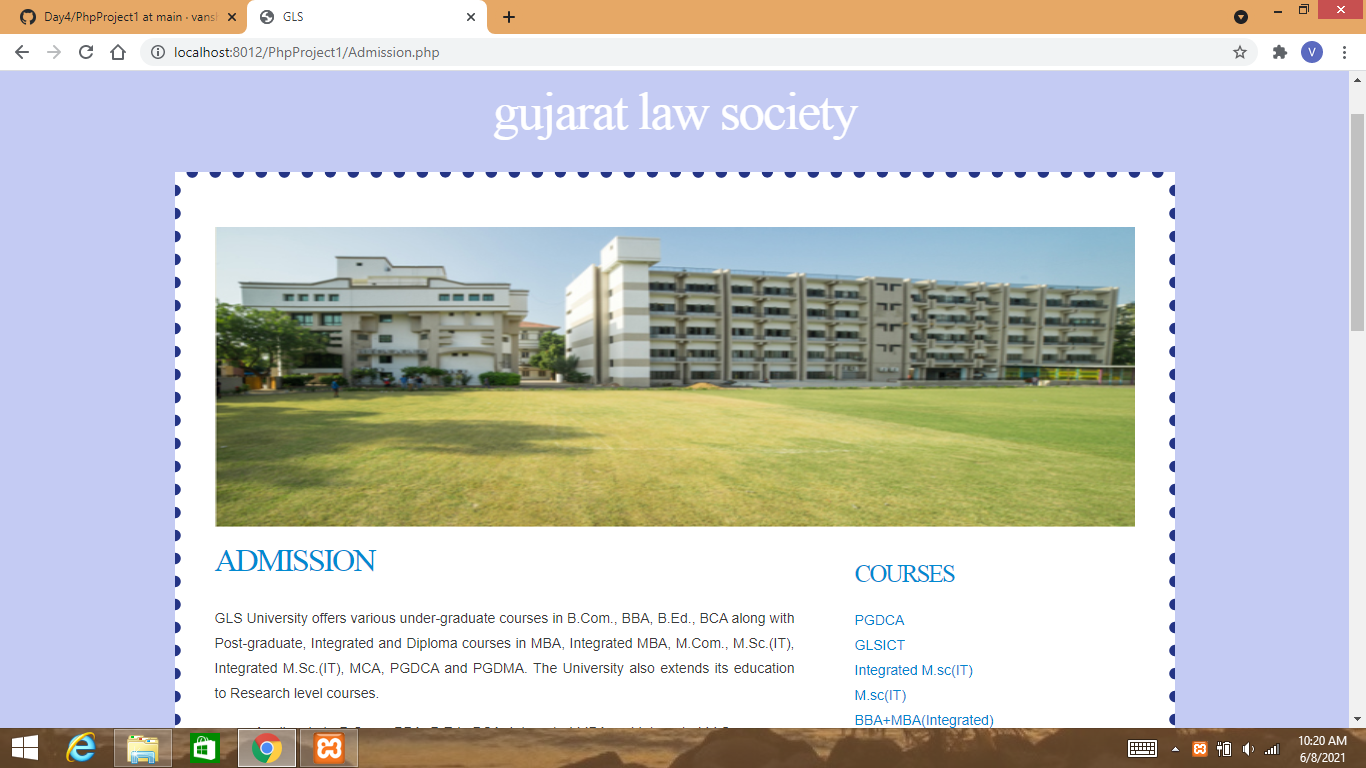 Day4/PhpProject1 at main · vansh
GLS
localhost:8012/PhpProject1/Admission.php
V
gujarat law society
ADMISSION
GLS University offers various under-graduate courses in B.Com., BBA, B.Ed., BCA along with
Post-graduate, Integrated and Diploma courses in MBA, Integrated MBA, M.Com., M.Sc.(IT),
Integrated M.Sc.(IT), MCA, PGDCA and PGDMA. The University also extends its education
to Research level courses.
COURSES
PGDCA
GLSICT
Integrated M.sc(IT)
M.sc(IT)
BBA+MBA(Integrated)
10:20 AM
6/8/2021